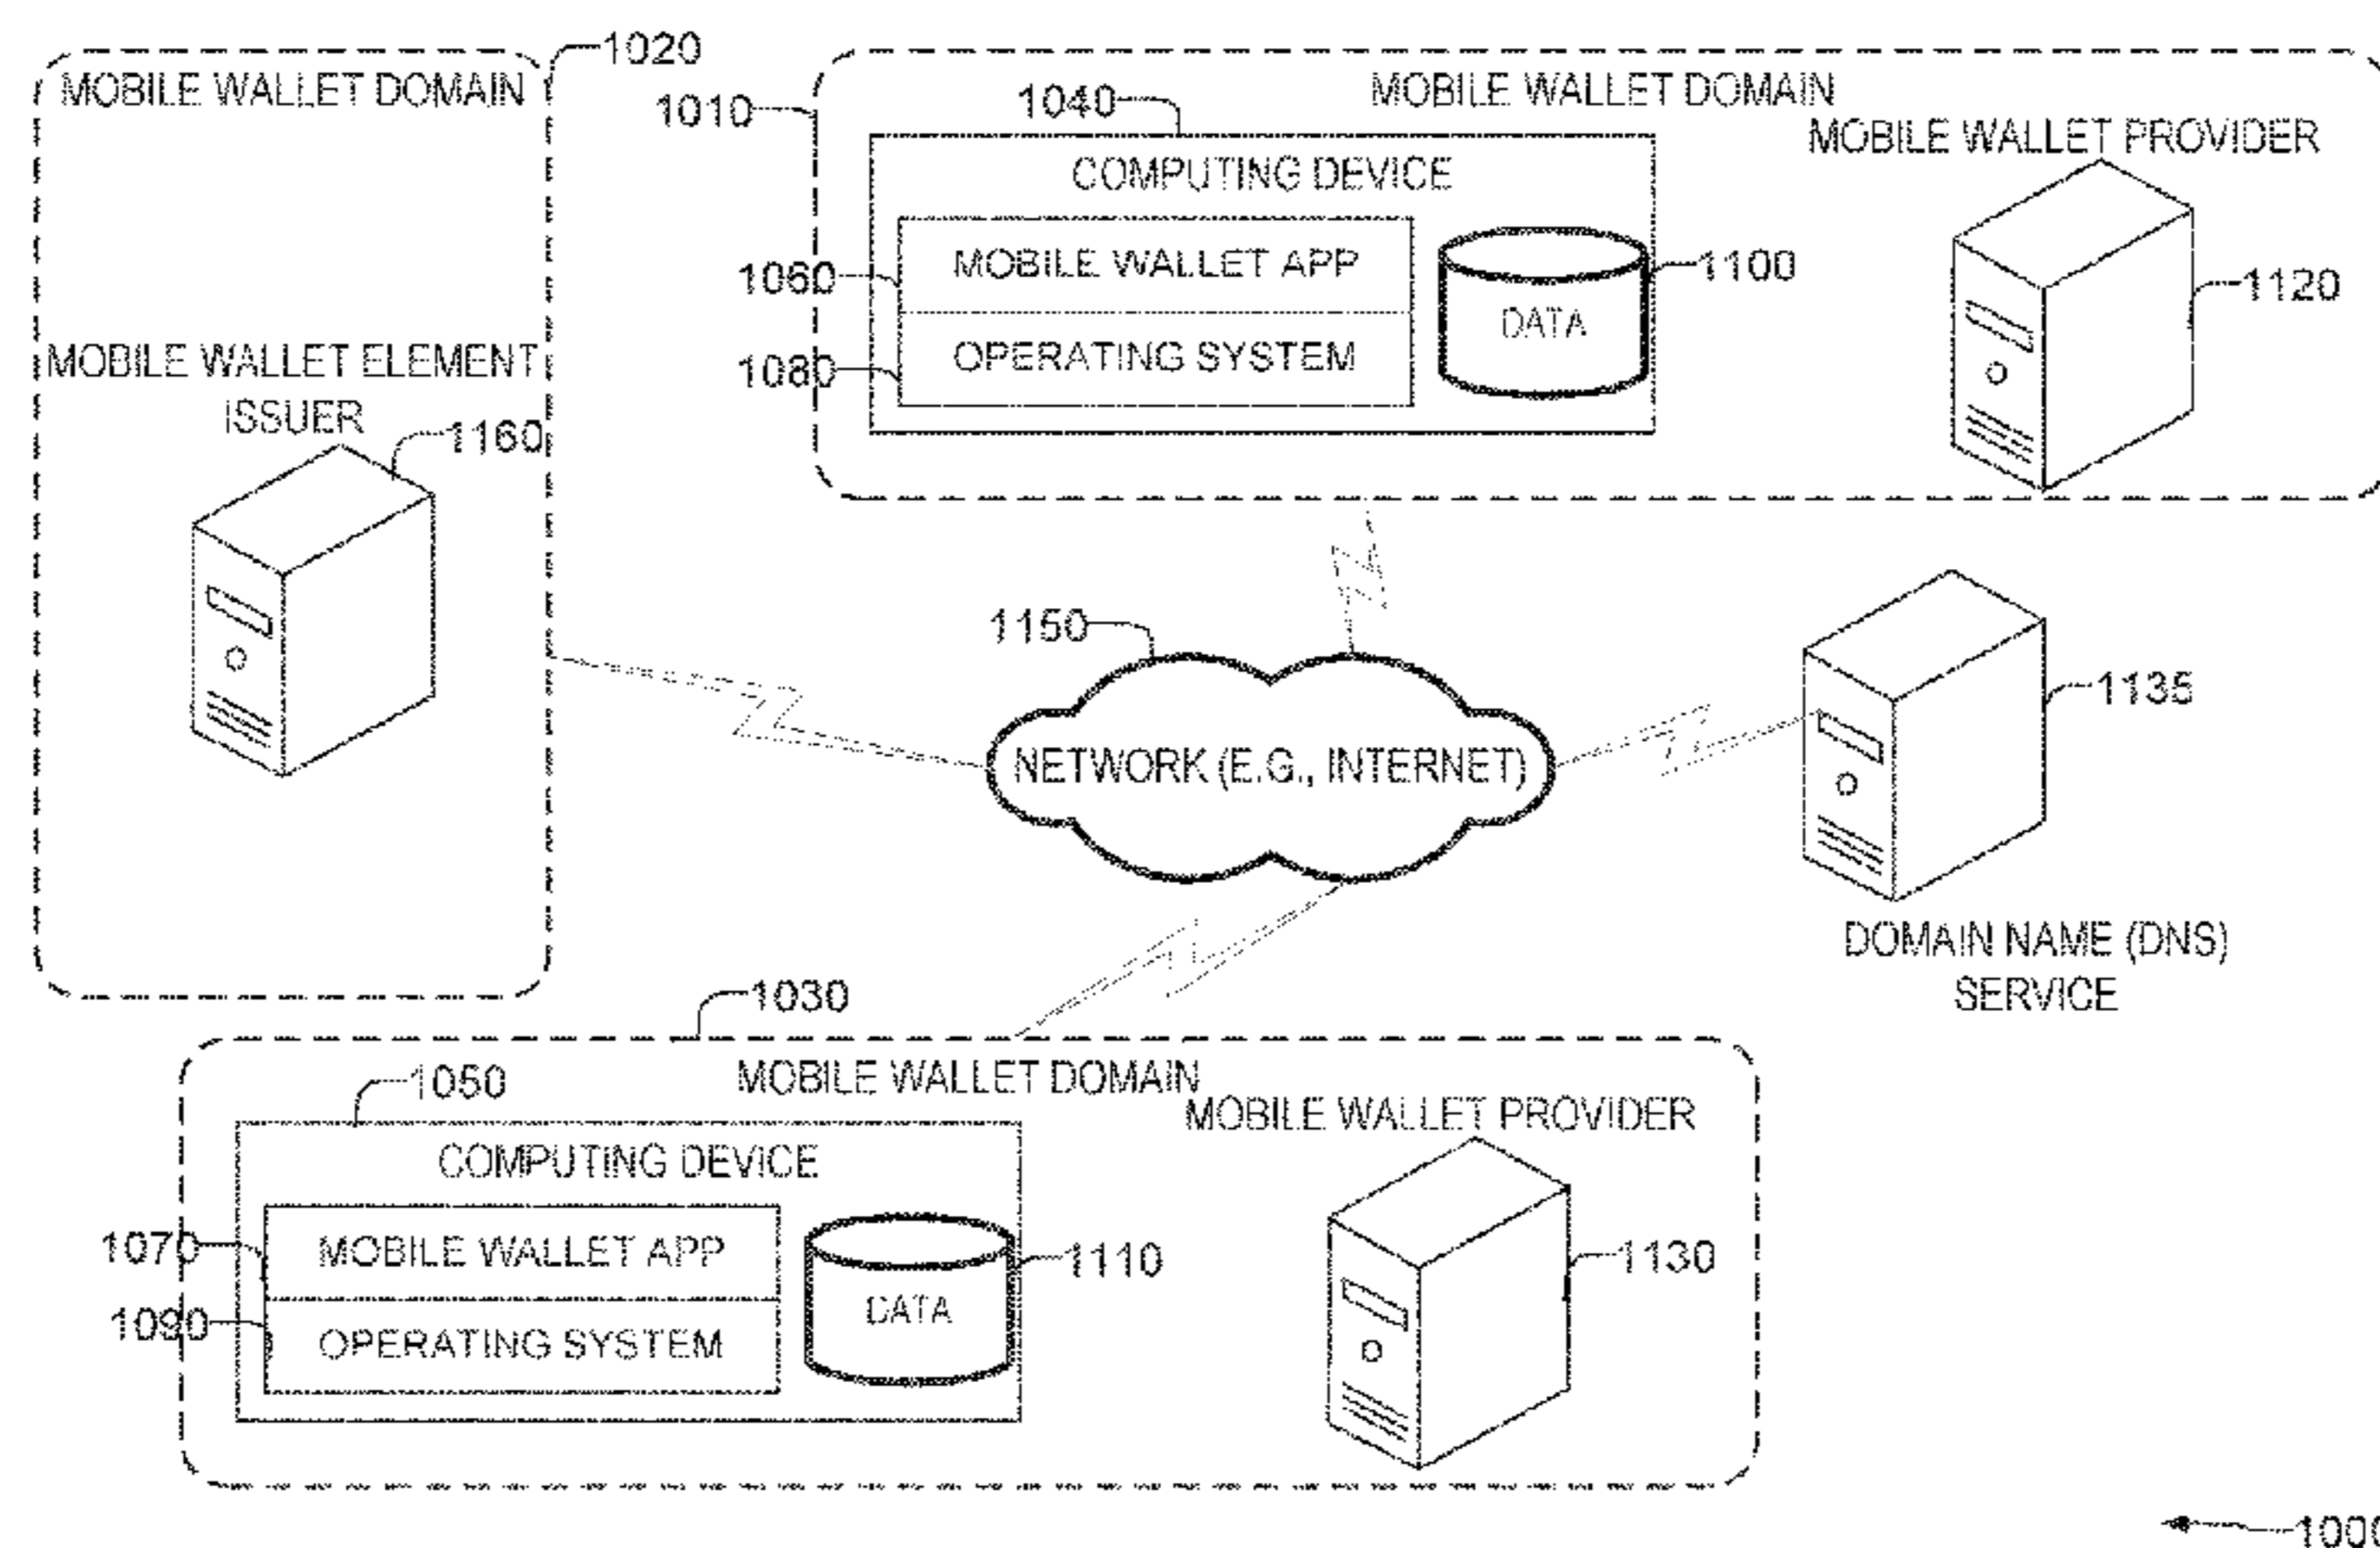 1020
MOBILE WALLET DOMAIN
MOBILE WALLET ELEMENT
ISSUER
1160
1010
MOBILE WALLET DOMAIN
1040
MOBILE WALLET PROVIDER
COMPUTING DEVICE
1060
MOBILE WALLET APP
1080
OPERATING SYSTEM
DATA
1100
1120
1150
NETWORK (E.G., INTERNET)
1135
DOMAIN NAME (DNS)
SERVICE
1030
MOBILE WALLET DOMAIN
1050
MOBILE WALLET PROVIDER
COMPUTING DEVICE
1070
MOBILE WALLET APP
1090
OPERATING SYSTEM
DATA
1110
1130
1000